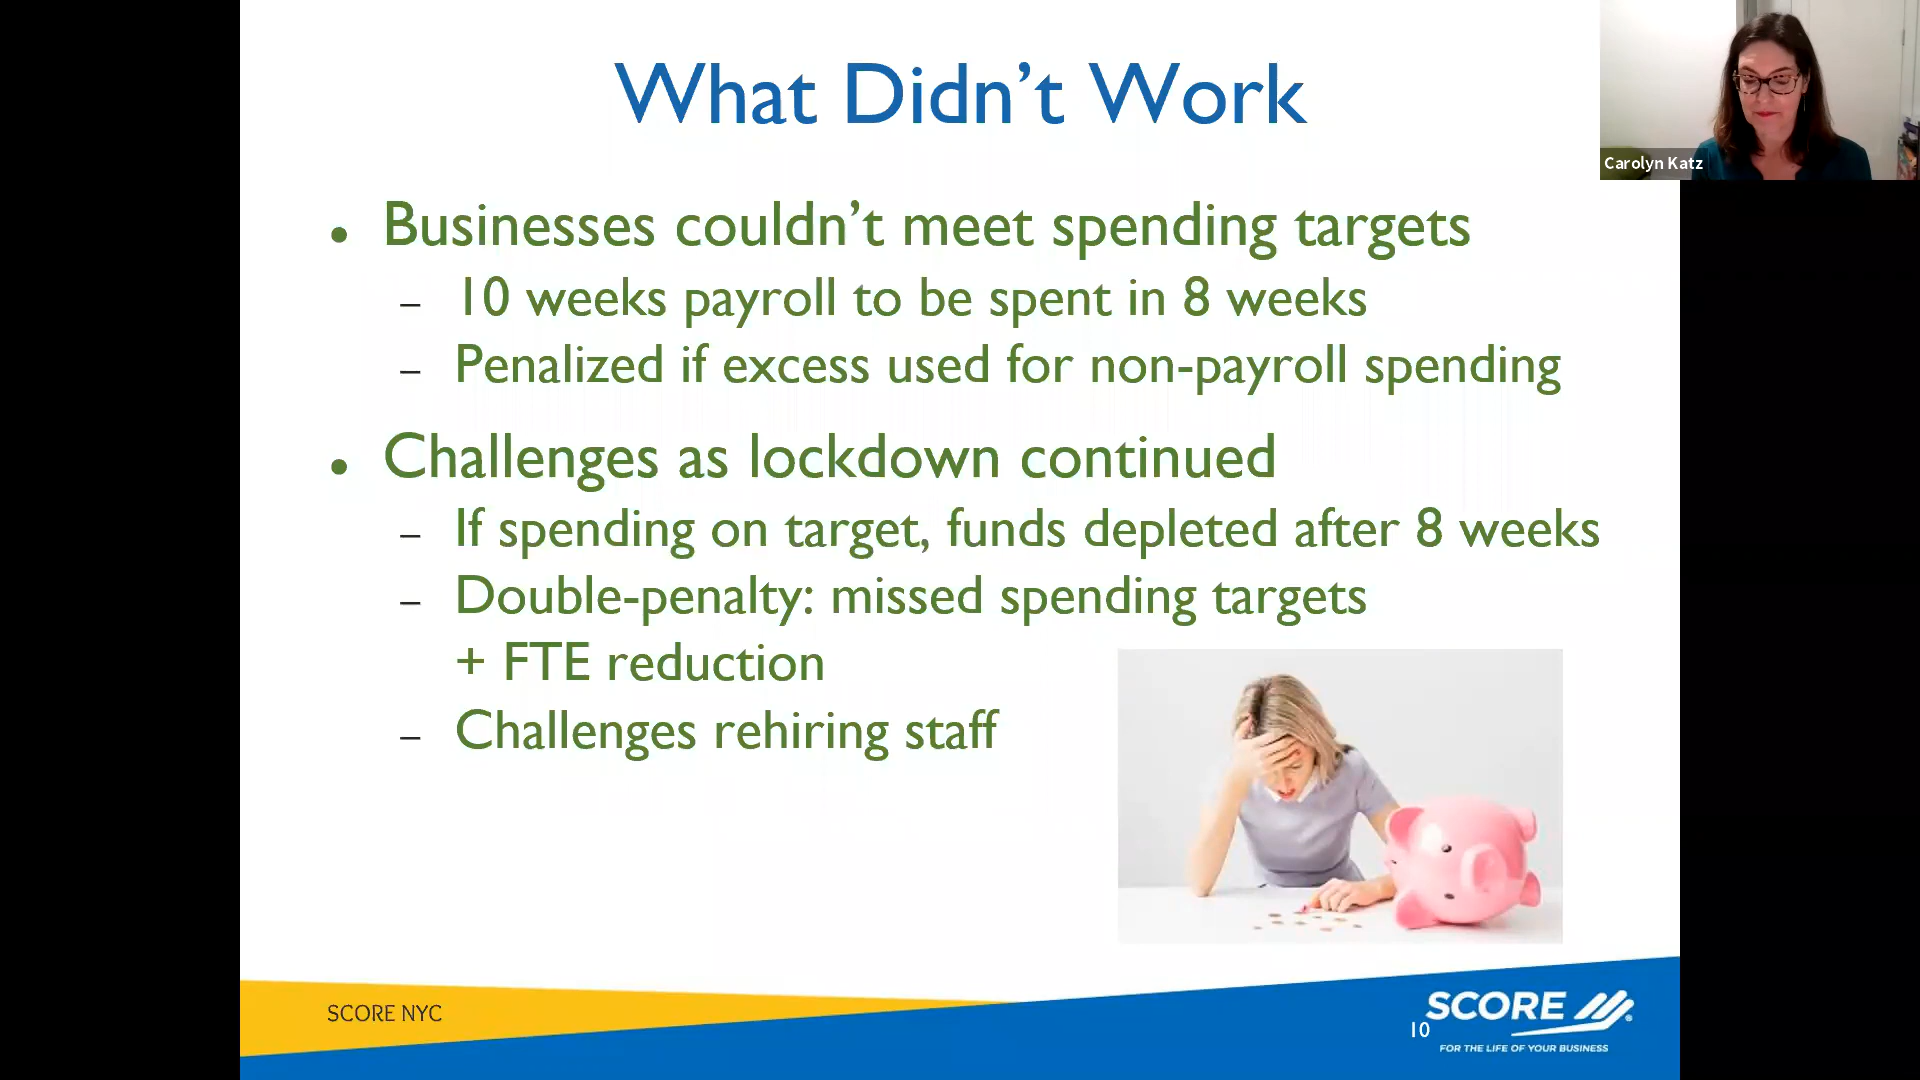 What Didn’t Work
Carolyn Katz
• Businesses couldn’t meet spending targets
– 10 weeks payroll to be spent in 8 weeks
– Penalized if excess used for non-payroll spending
• Challenges as lockdown continued
– If spending on target, funds depleted after 8 weeks
– Double-penalty: missed spending targets
+ FTE reduction
– Challenges rehiring staff
SCORE NYC
10
SCORE
FOR THE LIFE OF YOUR BUSINESS